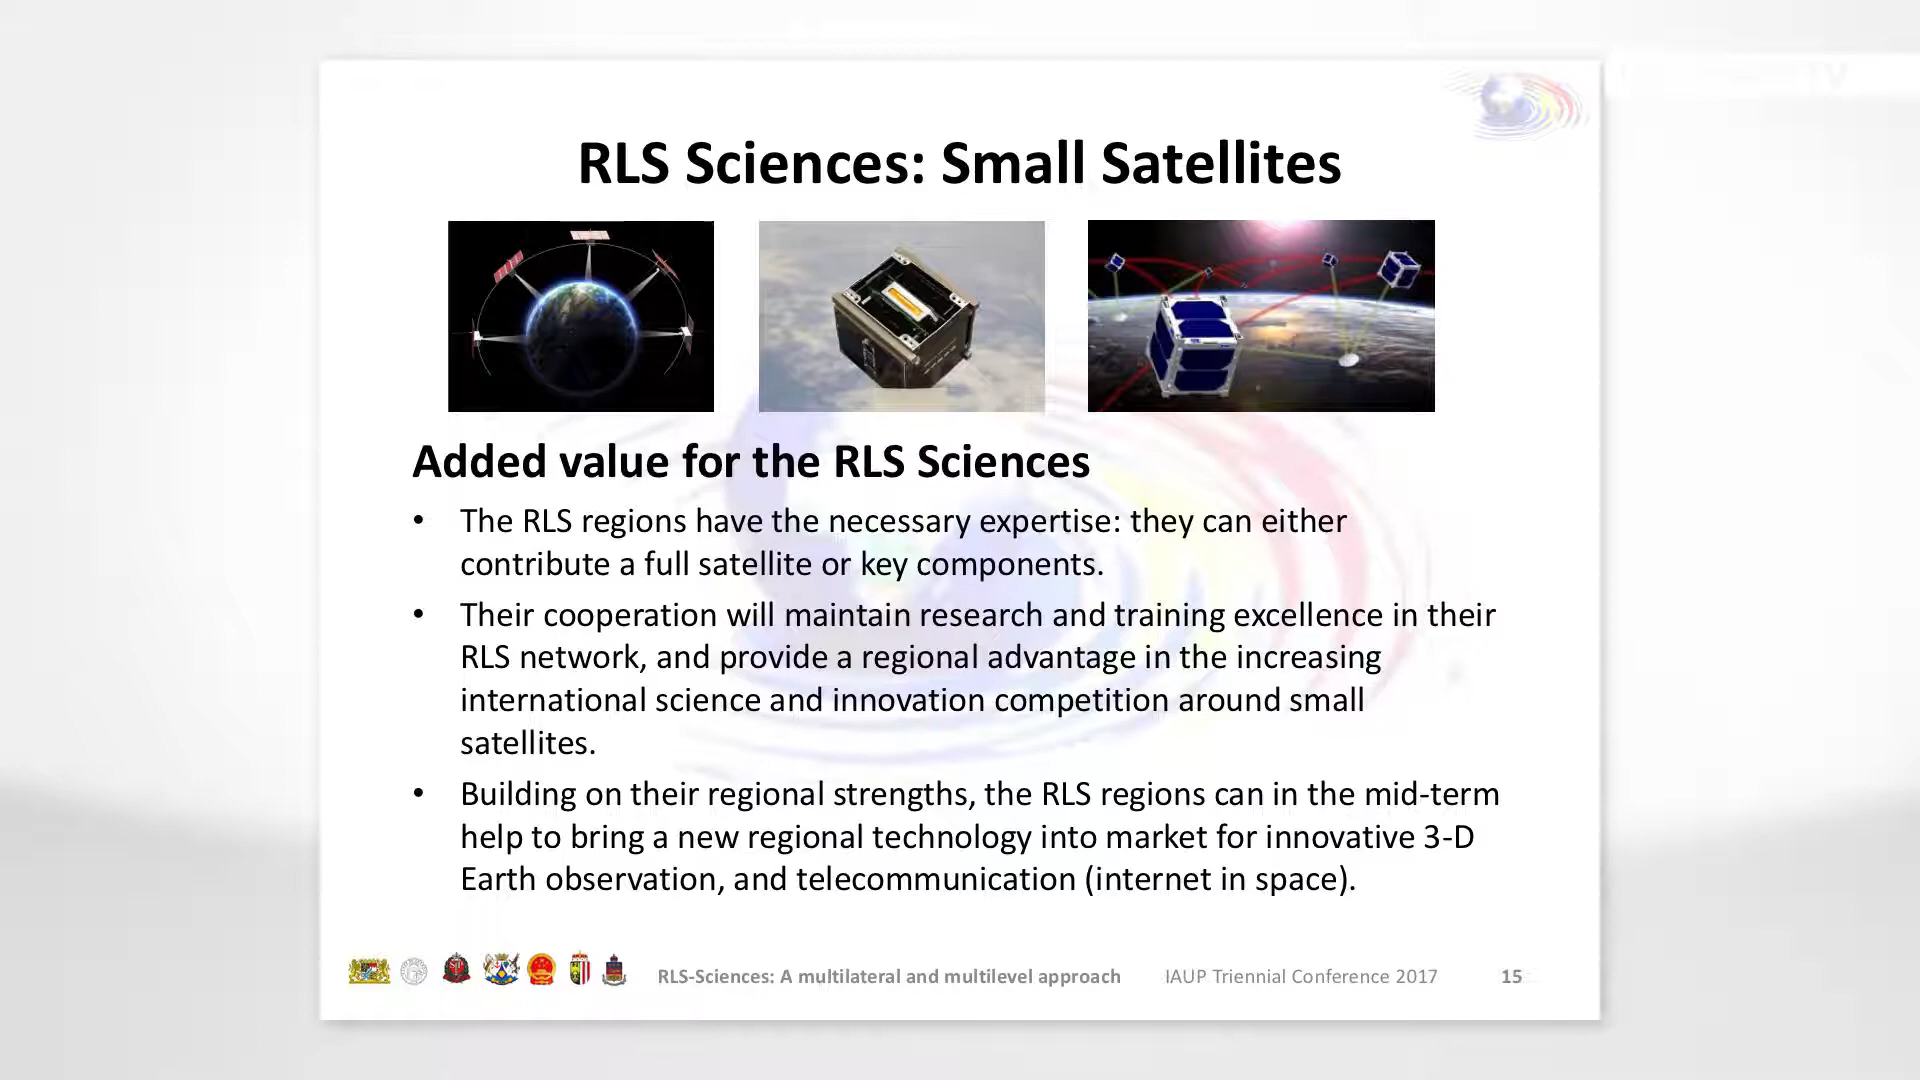 RLS Sciences: Small Satellites
Added value for the RLS Sciences
• The RLS regions have the necessary expertise: they can either
contribute a full satellite or key components.
• Their cooperation will maintain research and training excellence in their
RLS network, and provide a regional advantage in the increasing
international science and innovation competition around small
satellites.
• Building on their regional strengths, the RLS regions can in the mid-term
help to bring a new regional technology into market for innovative 3-D
Earth observation, and telecommunication (internet in space).
RLS-Sciences: A multilateral and multilevel approach IAUP Triennial Conference 2017 15